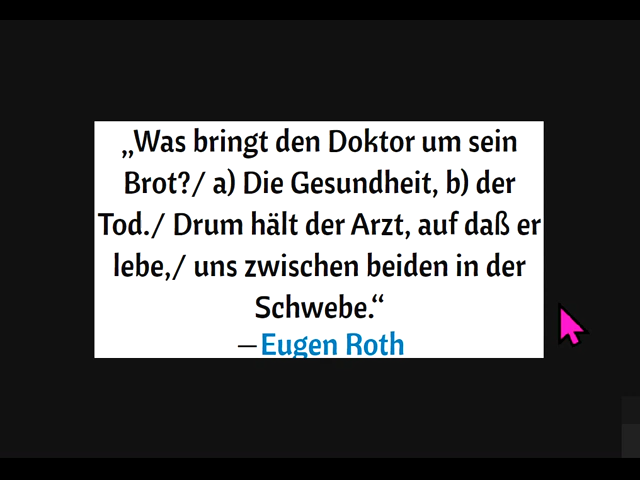 „Was bringt den Doktor um sein
Brot?/ a) Die Gesundheit, b) der
Tod./ Drum hält der Arzt, auf daß er
lebe,/ uns zwischen beiden in der
Schwebe.“
—Eugen Roth